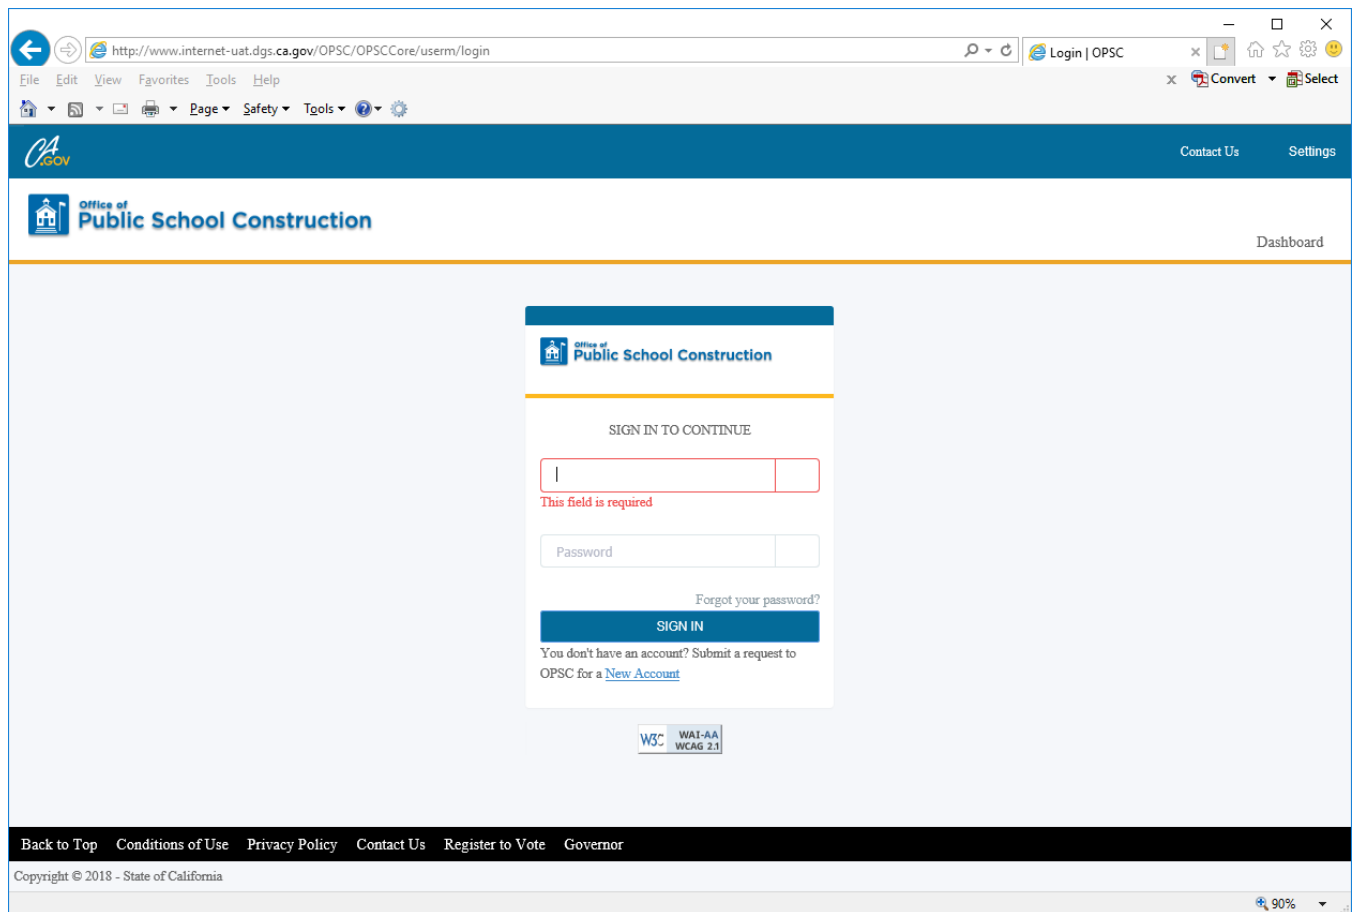 http://www.internet-uat.dgs.ca.gov/OPSC/OPSCCore/userm/login
Login | OPSC
File Edit View Favorites Tools Help
x Convert Select
Page Safety Tools
CA.GOV
Contact Us Settings
Office of
Public School Construction
Dashboard
Office of
Public School Construction
SIGN IN TO CONTINUE
This field is required
Password
Forgot your password?
SIGN IN
You don't have an account? Submit a request to
OPSC for a New Account
W3C WAI-AA
WCAG 2.1
Back to Top Conditions of Use Privacy Policy Contact Us Register to Vote Governor
Copyright © 2018 - State of California
90%